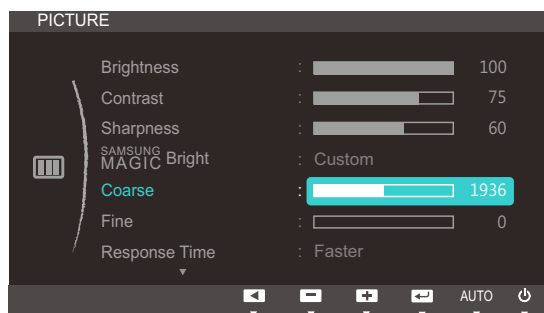 PICTURE
Brightness : 100
Contrast : 75
Sharpness : 60
SAMSUNG
MAGIC Bright : Custom
Coarse : 1936
Fine : 0
Response Time : Faster
AUTO